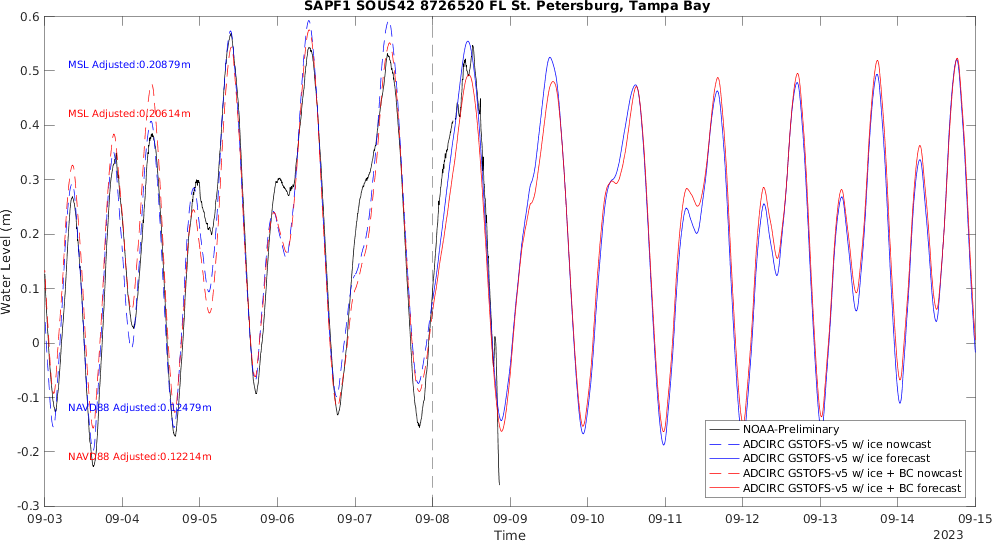 SAPF1 SOUS42 8726520 FL St. Petersburg, Tampa Bay
0.6
0.5
0.4
0.3
0.2
0.1
0
-0.1
-0.2
-0.3
Water Level (m)
MSL Adjusted:0.20879m
MSL Adjusted:0.20614m
NAVD88 Adjusted:0.12479m
NAVD88 Adjusted:0.12214m
NOAA-Preliminary
ADCIRC GSTOFS-v5 w/ ice nowcast
ADCIRC GSTOFS-v5 w/ ice forecast
ADCIRC GSTOFS-v5 w/ ice + BC nowcast
ADCIRC GSTOFS-v5 w/ ice + BC forecast
09-03 09-04 09-05 09-06 09-07 09-08 09-09 09-10 09-11 09-12 09-13 09-14 09-15
Time
2023